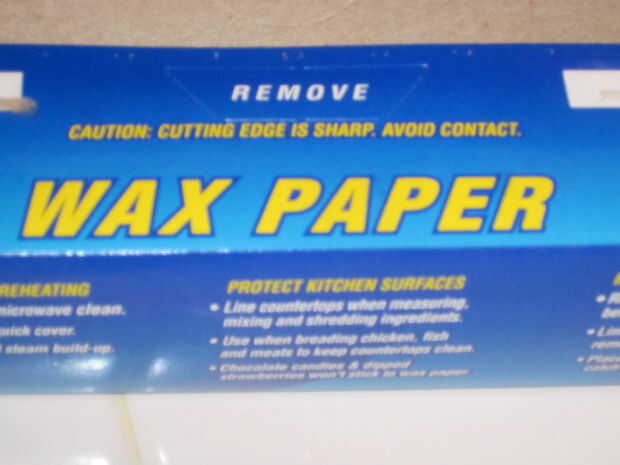 REMOVE
CAUTION: CUTTING EDGE IS SHARP. AVOID CONTACT.
WAX PAPER
REHEATING
microwave clean.
quick cover.
steam build-up.
PROTECT KITCHEN SURFACES
• Line countertops when measuring,
mixing and shredding ingredients.
• Use when breading chicken, fish
and meats to keep countertops clean.
• Chocolate candies & dipped
strawberries won't stick to wax paper.